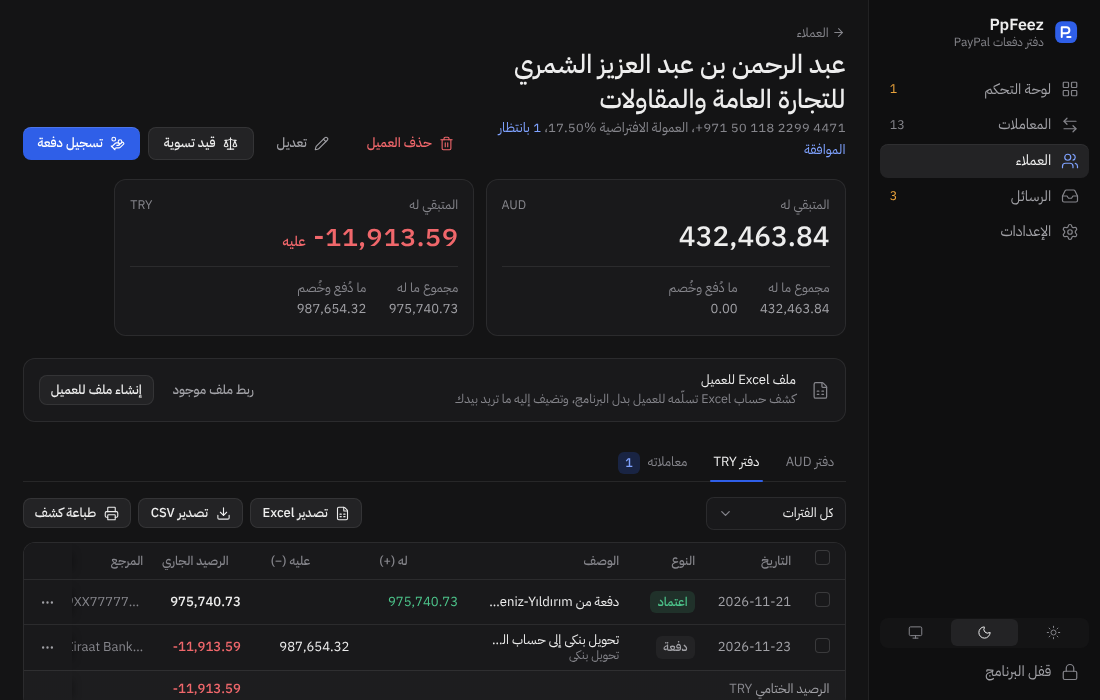 PpFeez
دفتر دفعات PayPal
لوحة التحكم 1
المعاملات 13
العملاء
الرسائل 3
الإعدادات
قفل البرنامج
العملاء
عبد الرحمن بن عبد العزيز الشمري
للتجارة العامة والمقاولات
+971 50 118 2299 4471، العمولة الافتراضية 17.50%، 1 بانتظار
الموافقة
حذف العميل
تعديل
قيد تسوية
تسجيل دفعة
المتبقي له AUD
432,463.84
مجموع ما له ما دُفع وخُصم
432,463.84 0.00
المتبقي له TRY
-11,913.59 عليه
مجموع ما له ما دُفع وخُصم
975,740.73 987,654.32
ملف Excel للعميل
كشف حساب Excel تسلّمه للعميل بدل البرنامج، وتضيف إليه ما تريد بيدك
ربط ملف موجود
إنشاء ملف للعميل
دفتر AUD دفتر TRY معاملاته 1
كل الفترات
تصدير Excel تصدير CSV طباعة كشف
التاريخ النوع الوصف له (+) عليه (−) الرصيد الجاري المرجع
2026-11-21 اعتماد دفعة من eniz-Yıldırım... 975,740.73 975,740.73 XX77777...
2026-11-23 دفعة تحويل بنكي إلى حساب الـ... 987,654.32 -11,913.59 Ziraat Bank...
تحويل بنكي
الرصيد الختامي TRY -11,913.59